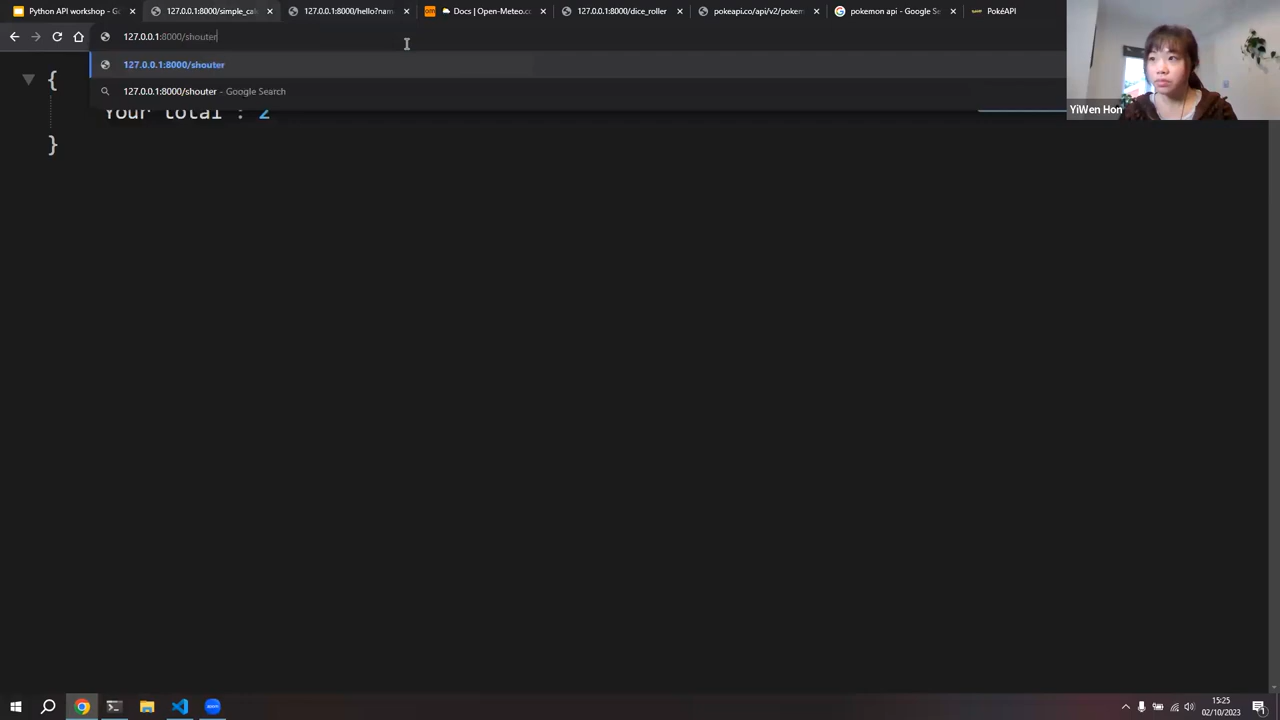 Python API workshop - G
127.0.0.1:8000/simple_cal
127.0.0.1:8000/hello?nam
om
Docs | Open-Meteo.c
127.0.0.1:8000/dice_roller
pokeapi.co/api/v2/pokem
pokemon api - Google Se
PokéAPI
127.0.0.1:8000/shouter
127.0.0.1:8000/shouter
127.0.0.1:8000/shouter - Google Search
{
Your total : 2
}
YiWen Hon
zoom
15:25
02/10/2023
1